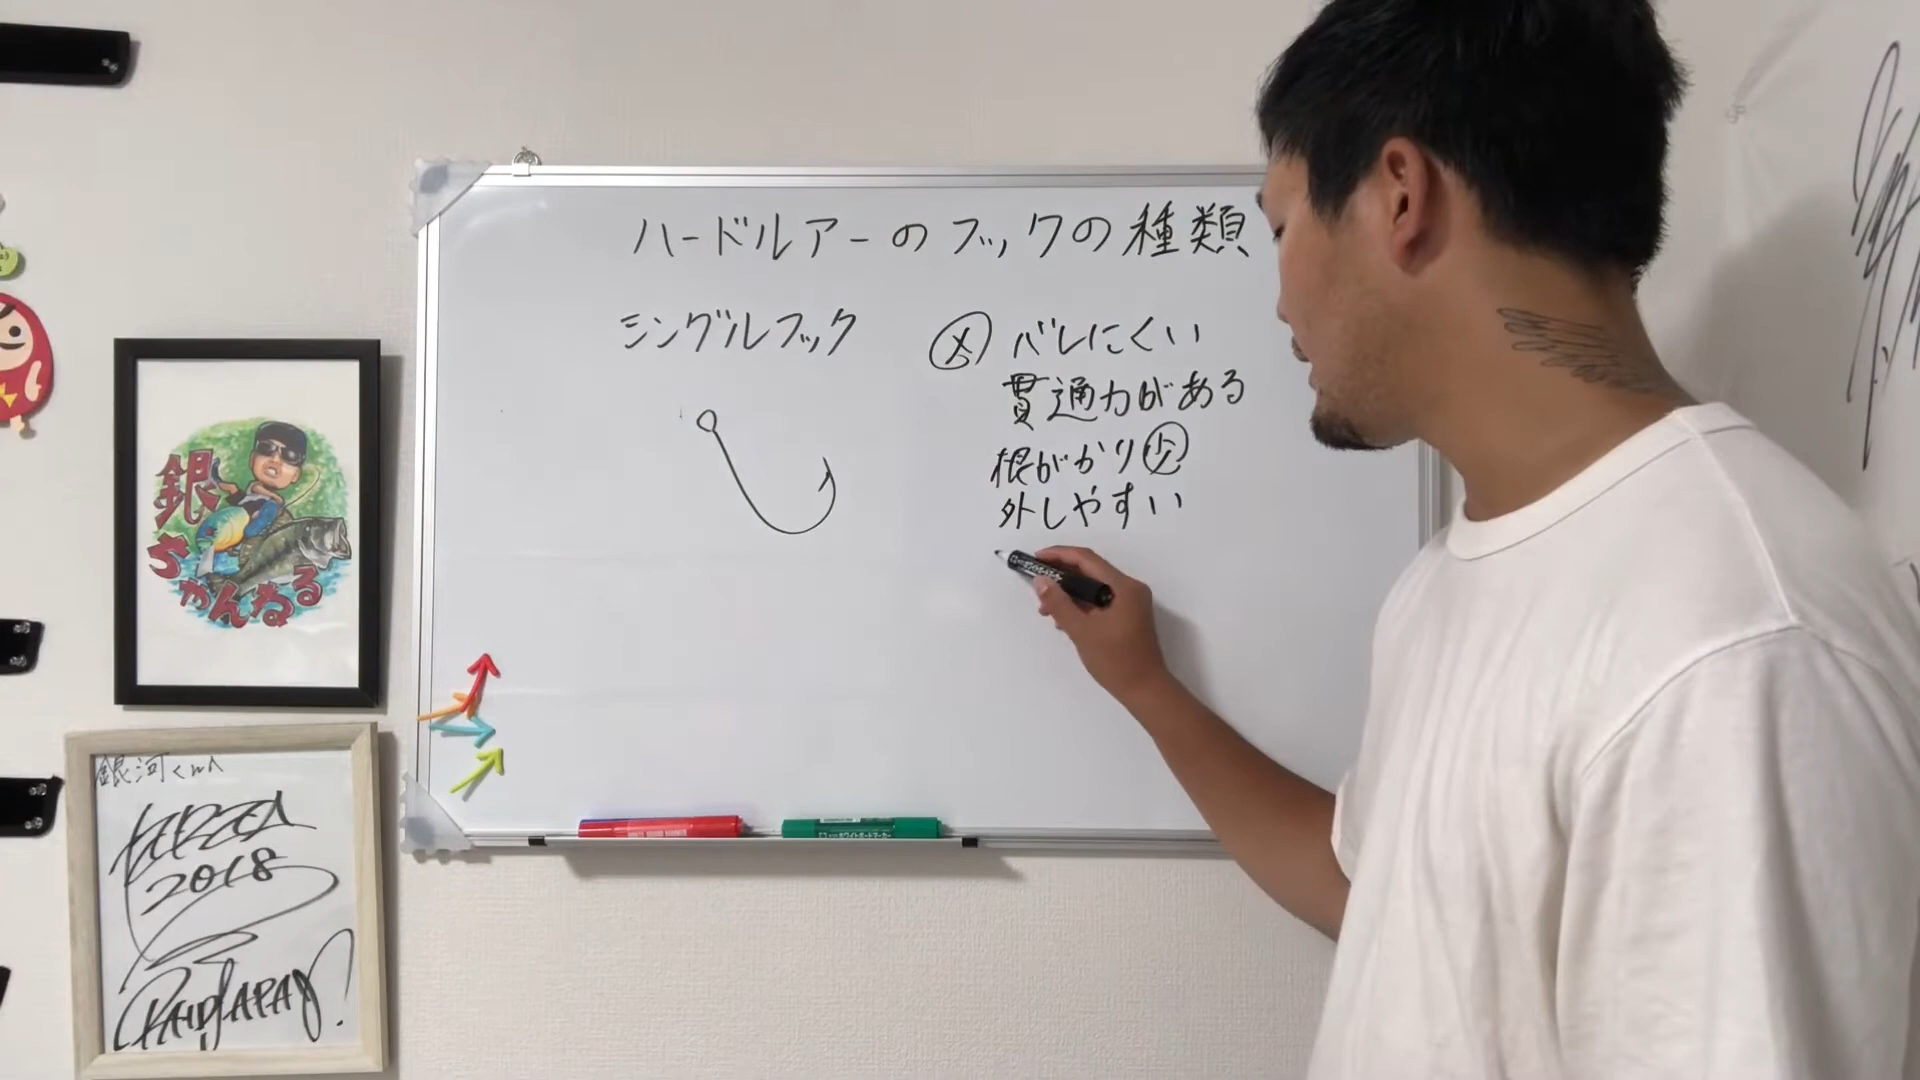 ハードルアーのフックの種類
シングルフック
メ バレにくい
貫通力がある
根がかり少
外しやすい
銀ちゃんねる
銀河くんへ
2018
RAIDJAPAN!